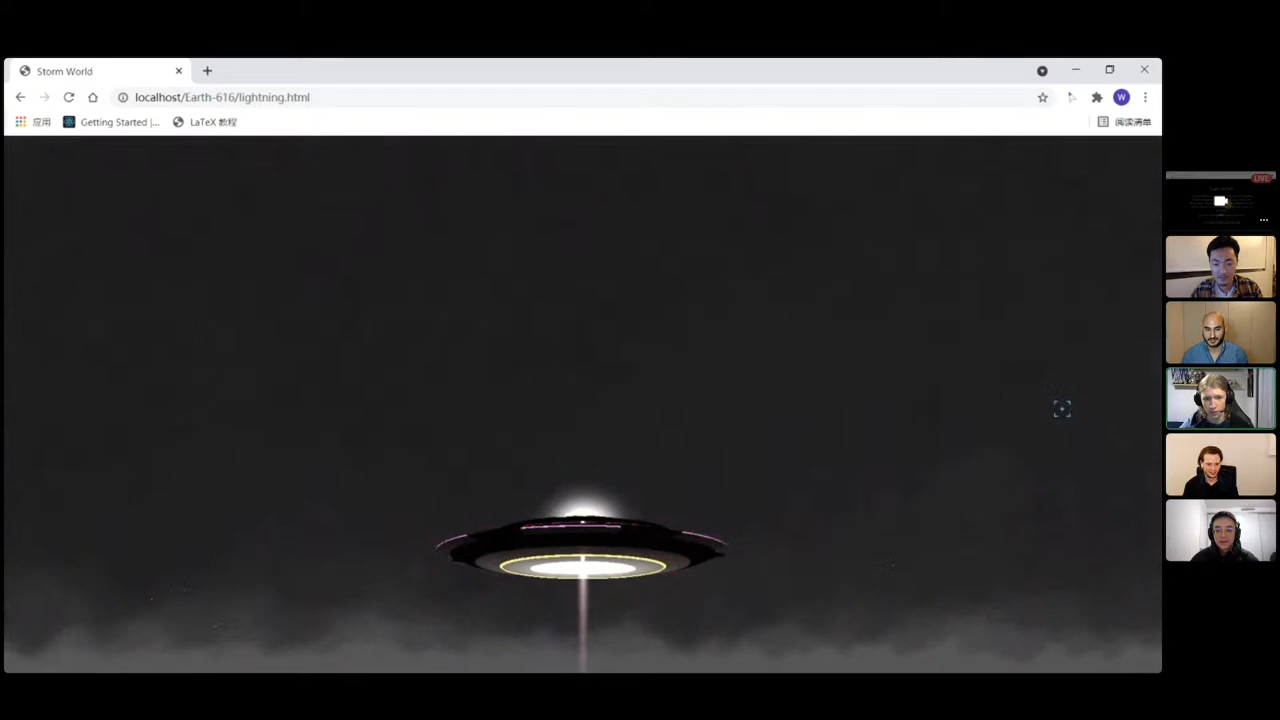 Storm World
localhost/Earth-616/lightning.html
W
应用
Getting Started |...
LaTeX 教程
阅读清单
LIVE